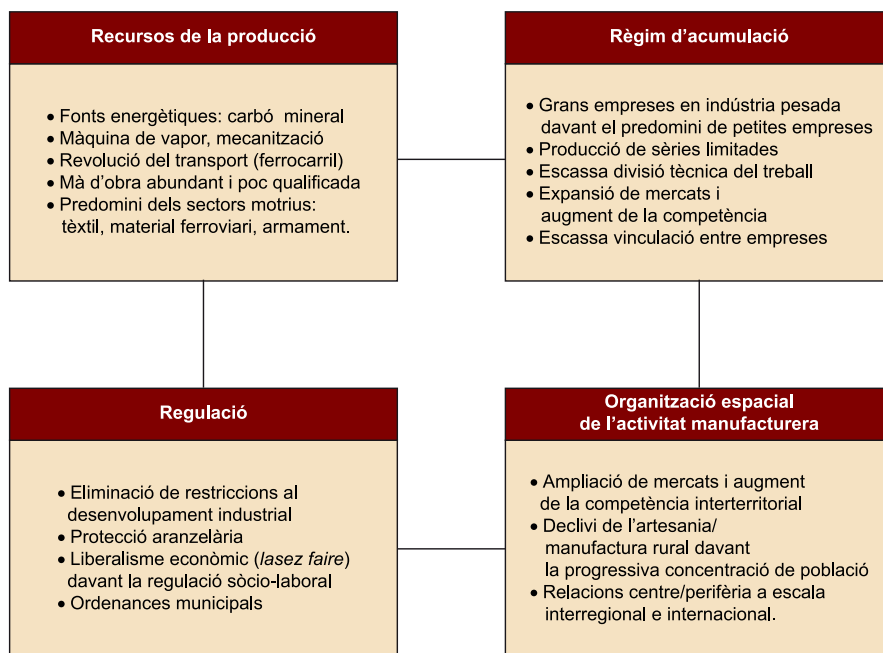 Recursos de la producció
• Fonts energètiques: carbó mineral
• Màquina de vapor, mecanització
• Revolució del transport (ferrocarril)
• Mà d'obra abundant i poc qualificada
• Predomini dels sectors motrius:
tèxtil, material ferroviari, armament.
Règim d'acumulació
• Grans empreses en indústria pesada
davant el predomini de petites empreses
• Producció de sèries limitades
• Escassa divisió tècnica del treball
• Expansió de mercats i
augment de la competència
• Escassa vinculació entre empreses
Regulació
• Eliminació de restriccions al
desenvolupament industrial
• Protecció aranzelària
• Liberalisme econòmic (lasez faire)
davant la regulació sòcio-laboral
• Ordenances municipals
Organització espacial
de l'activitat manufacturera
• Ampliació de mercats i augment
de la competència interterritorial
• Declivi de l'artesania/
manufactura rural davant
la progressiva concentració de població
• Relacions centre/perifèria a escala
interregional e internacional.